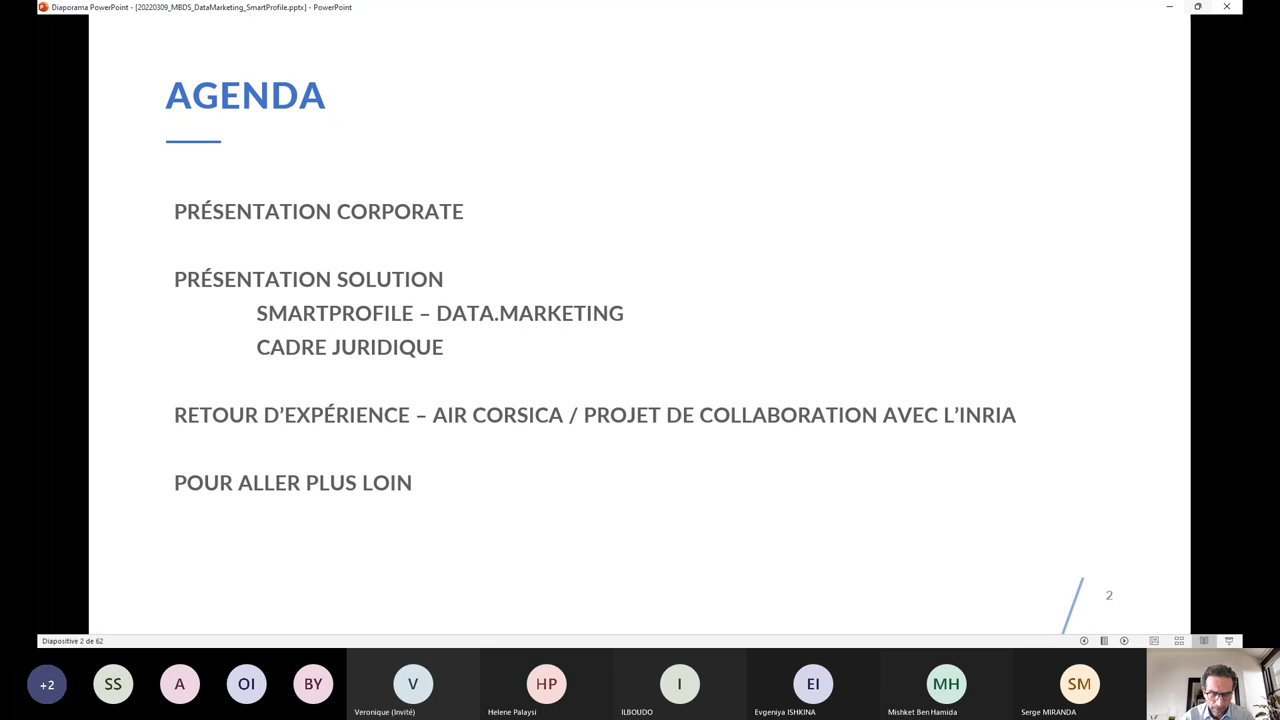 Diaporama PowerPoint - [20220309_MBDS_DataMarketing_SmartProfile.pptx] - PowerPoint
AGENDA
PRÉSENTATION CORPORATE
PRÉSENTATION SOLUTION
SMARTPROFILE – DATA.MARKETING
CADRE JURIDIQUE
RETOUR D’EXPÉRIENCE – AIR CORSICA / PROJET DE COLLABORATION AVEC L’INRIA
POUR ALLER PLUS LOIN
2
Diapositive 2 de 62
+2 SS A OI BY V HP I EI MH SM
Veronique (Invité) Helene Palaysi ILBOUDO Evgeniya ISHKINA Mishket Ben Hamida Serge MIRANDA